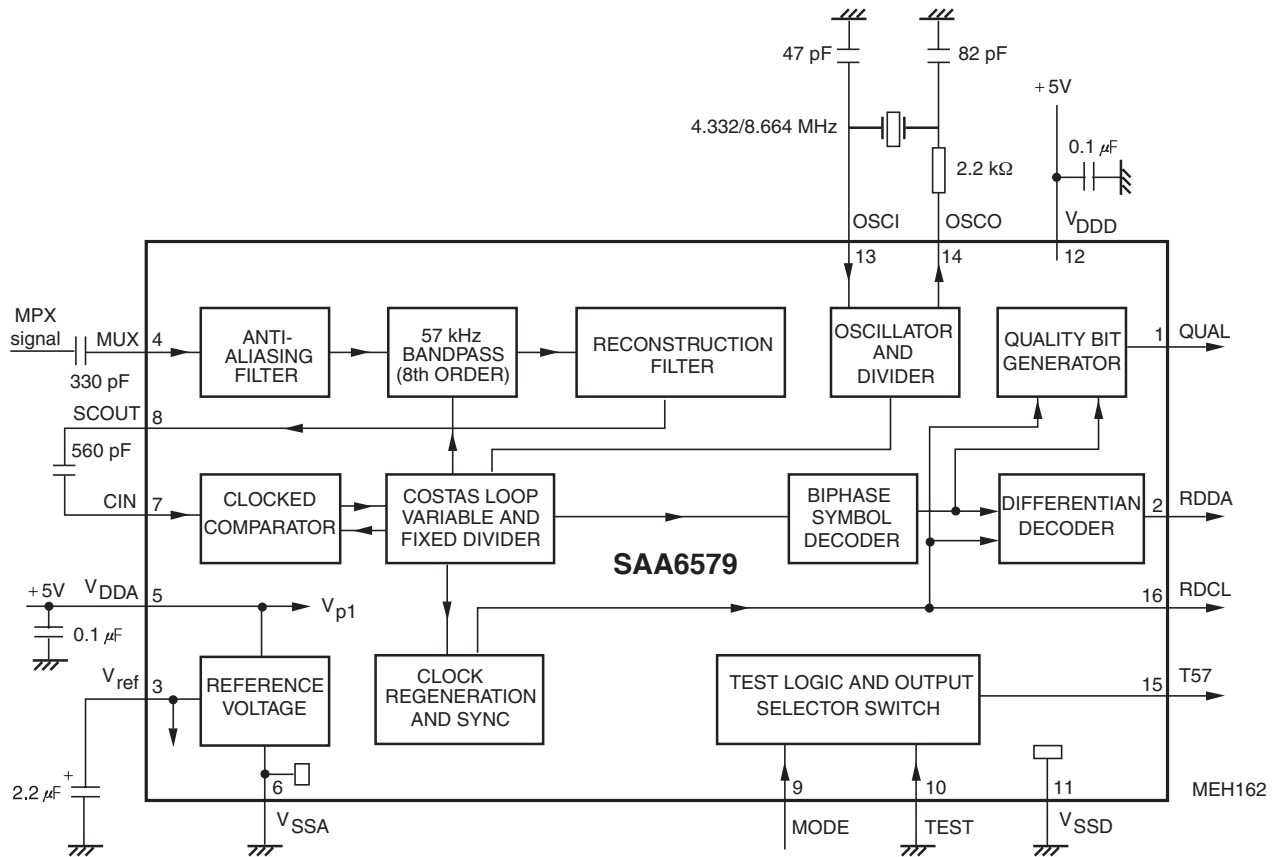 47 pF
82 pF
+5V
4.332/8.664 MHz
0.1 µF
2.2 kΩ
OSCI
OSCO
VDDD
13
14
12
MPX
signal
MUX
4
330 pF
ANTI-
ALIASING
FILTER
57 kHz
BANDPASS
(8th ORDER)
RECONSTRUCTION
FILTER
OSCILLATOR
AND
DIVIDER
QUALITY BIT
GENERATOR
1
QUAL
SCOUT
8
560 pF
CIN
7
CLOCKED
COMPARATOR
COSTAS LOOP
VARIABLE AND
FIXED DIVIDER
BIPHASE
SYMBOL
DECODER
DIFFERENTIAN
DECODER
2
RDDA
SAA6579
+5V
VDDA
5
Vp1
16
RDCL
0.1 µF
Vref
3
REFERENCE
VOLTAGE
CLOCK
REGENERATION
AND SYNC
TEST LOGIC AND OUTPUT
SELECTOR SWITCH
15
T57
+
2.2 µF
6
9
10
11
MEH162
VSSA
MODE
TEST
VSSD